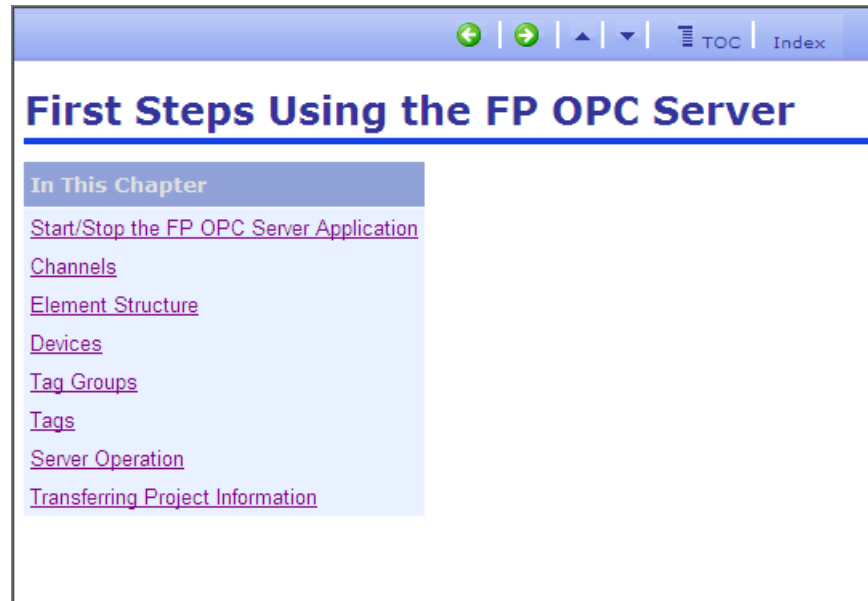 TOC Index
First Steps Using the FP OPC Server
In This Chapter
Start/Stop the FP OPC Server Application
Channels
Element Structure
Devices
Tag Groups
Tags
Server Operation
Transferring Project Information